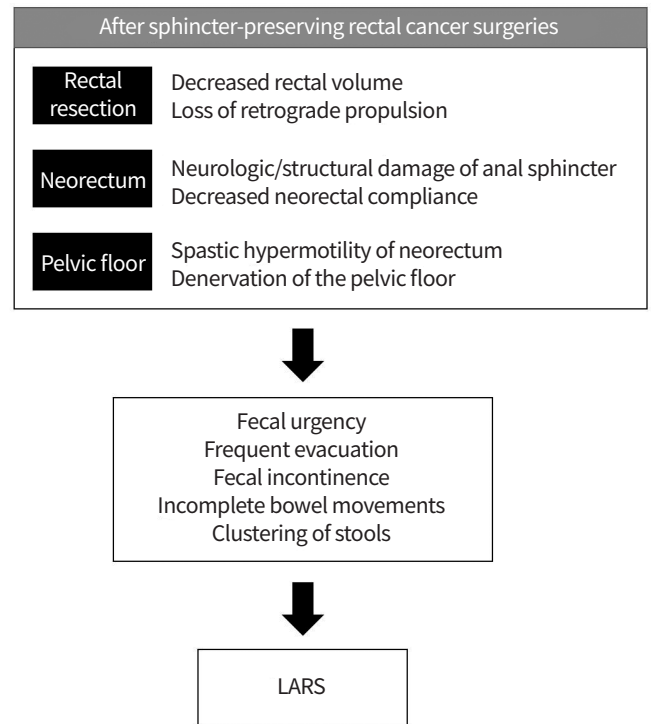 After sphincter-preserving rectal cancer surgeries
Rectal
resection
Decreased rectal volume
Loss of retrograde propulsion
Neorectum
Neurologic/structural damage of anal sphincter
Decreased neorectal compliance
Pelvic floor
Spastic hypermotility of neorectum
Denervation of the pelvic floor
Fecal urgency
Frequent evacuation
Fecal incontinence
Incomplete bowel movements
Clustering of stools
LARS